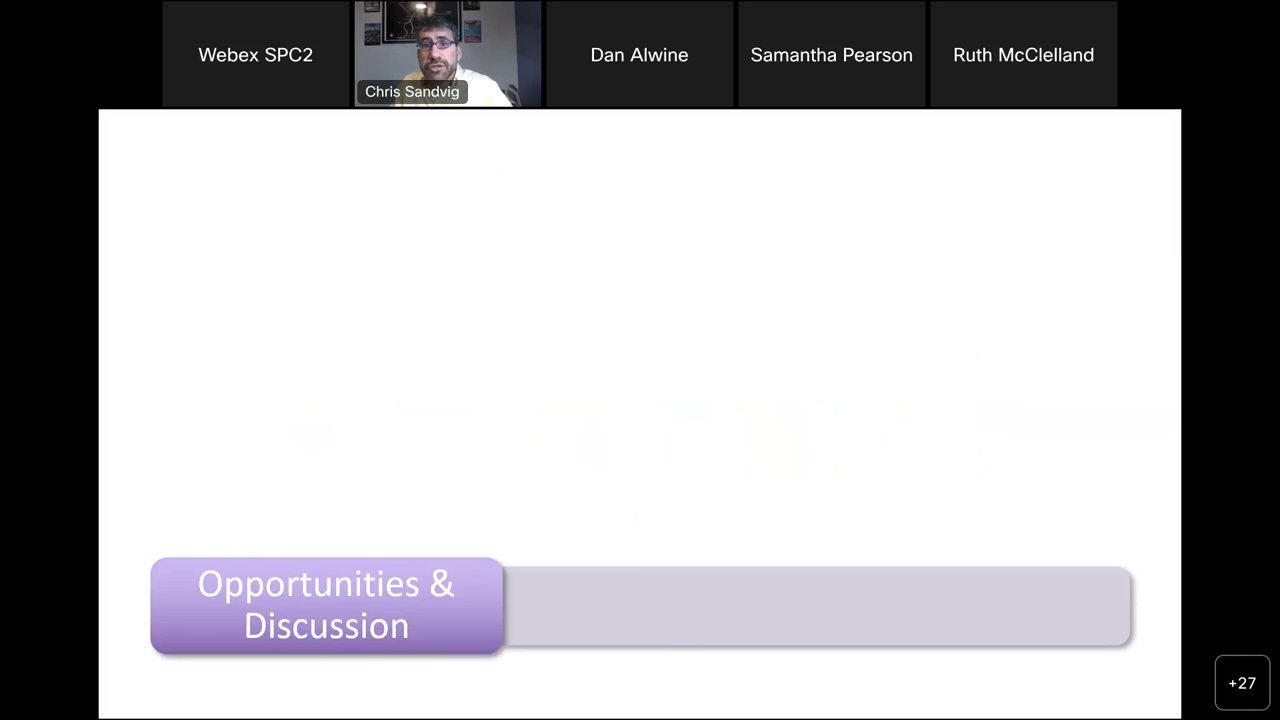 Webex SPC2
Chris Sandvig
Dan Alwine
Samantha Pearson
Ruth McClelland
Opportunities &
Discussion
+27